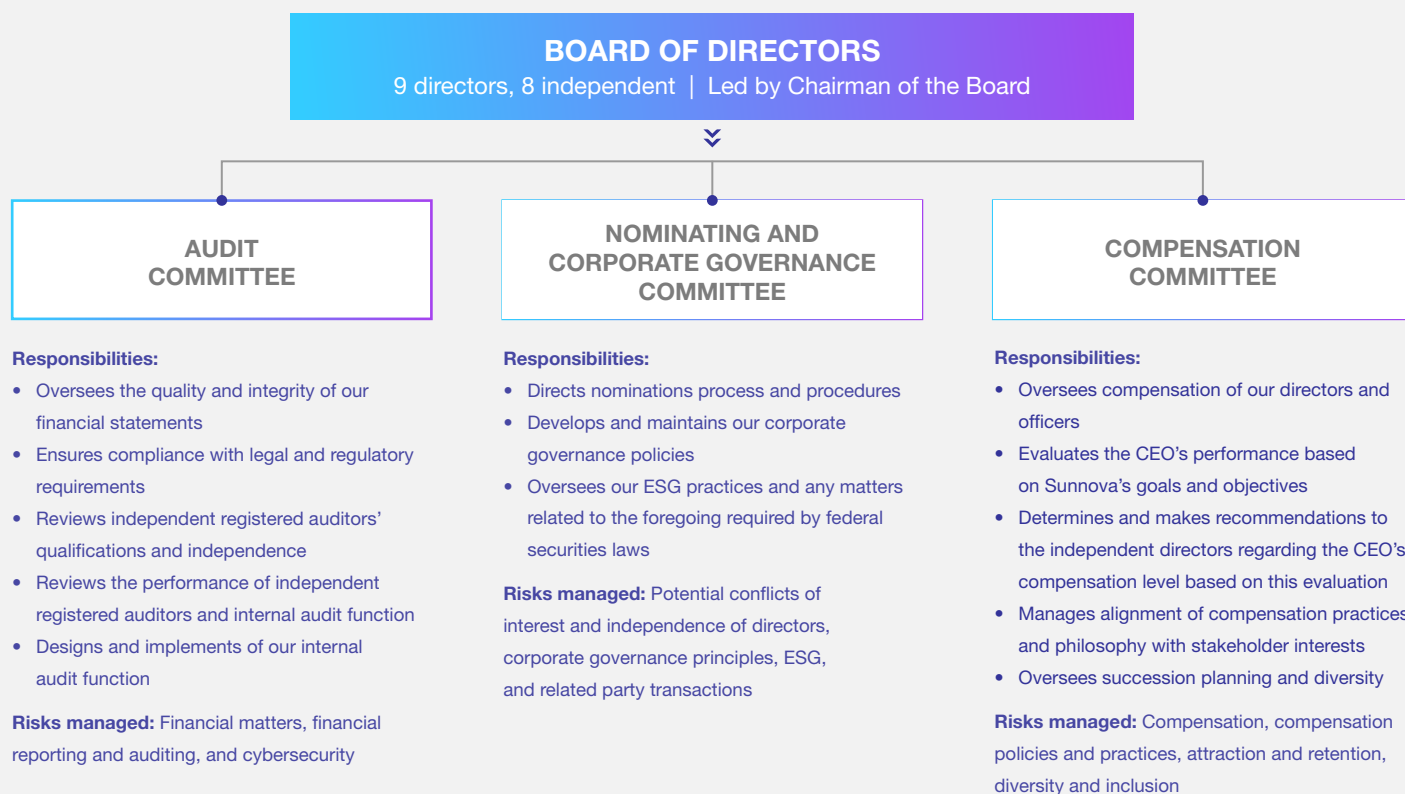 BOARD OF DIRECTORS
9 directors, 8 independent | Led by Chairman of the Board
AUDIT
COMMITTEE
Responsibilities:
• Oversees the quality and integrity of our
financial statements
• Ensures compliance with legal and regulatory
requirements
• Reviews independent registered auditors’
qualifications and independence
• Reviews the performance of independent
registered auditors and internal audit function
• Designs and implements of our internal
audit function
Risks managed: Financial matters, financial
reporting and auditing, and cybersecurity
NOMINATING AND
CORPORATE GOVERNANCE
COMMITTEE
Responsibilities:
• Directs nominations process and procedures
• Develops and maintains our corporate
governance policies
• Oversees our ESG practices and any matters
related to the foregoing required by federal
securities laws
Risks managed: Potential conflicts of
interest and independence of directors,
corporate governance principles, ESG,
and related party transactions
COMPENSATION
COMMITTEE
Responsibilities:
• Oversees compensation of our directors and
officers
• Evaluates the CEO’s performance based
on Sunnova’s goals and objectives
• Determines and makes recommendations to
the independent directors regarding the CEO’s
compensation level based on this evaluation
• Manages alignment of compensation practices
and philosophy with stakeholder interests
• Oversees succession planning and diversity
Risks managed: Compensation, compensation
policies and practices, attraction and retention,
diversity and inclusion